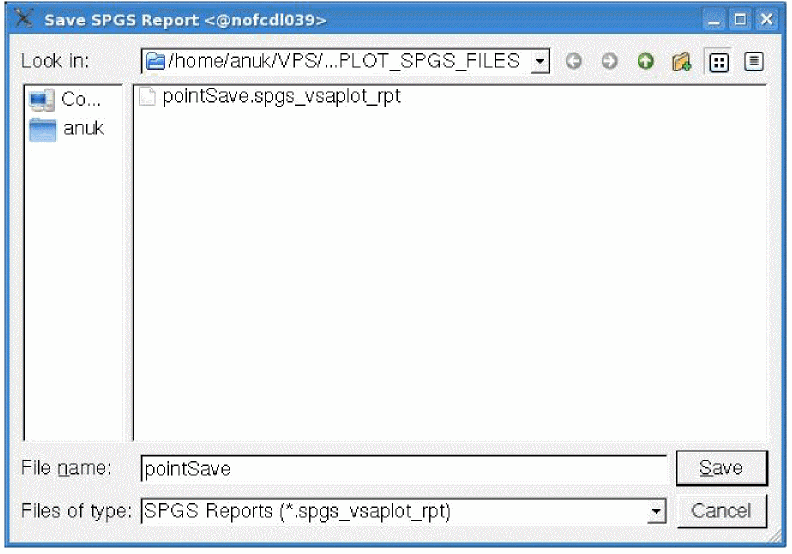 Save SPGS Report <@nofcdl039>
Look in: /home/anuk/VPS/...PLOT_SPGS_FILES
Co...
anuk
pointSave.spgs_vsaplot_rpt
File name: pointSave
Save
Files of type: SPGS Reports (*.spgs_vsaplot_rpt)
Cancel